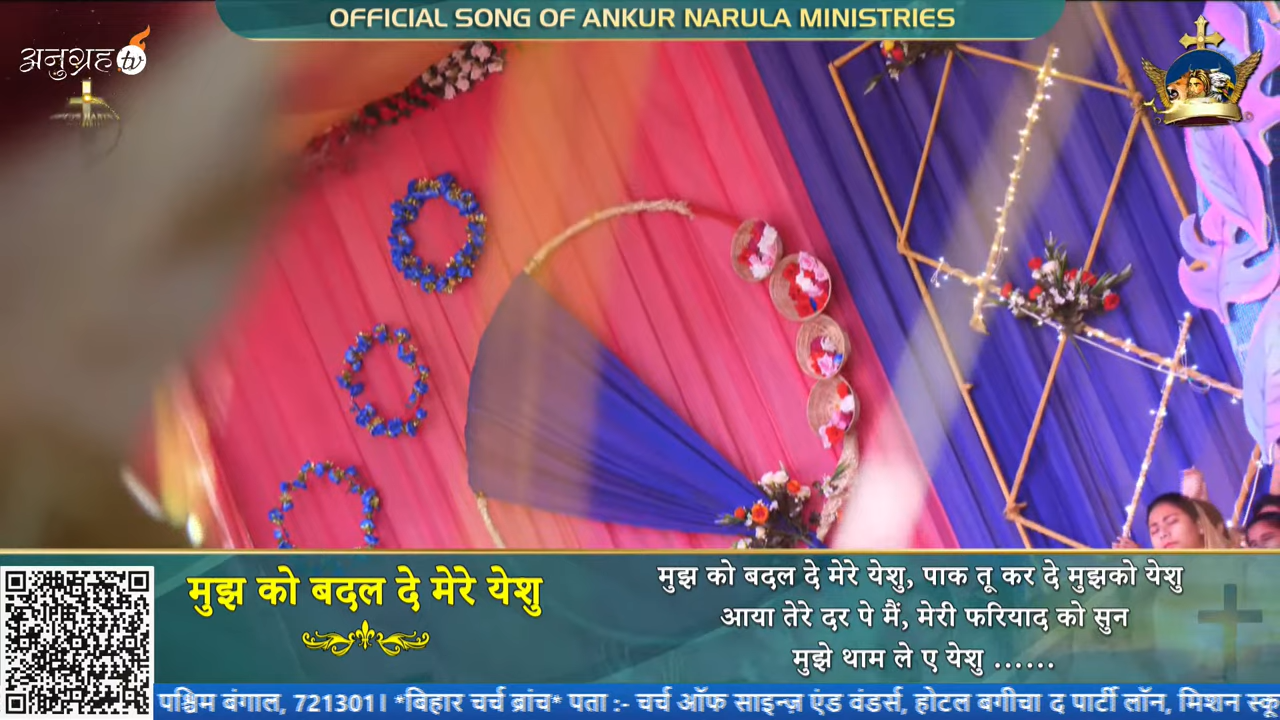 OFFICIAL SONG OF ANKUR NARULA MINISTRIES
अनुग्रह tv
मुझ को बदल दे मेरे येशु
मुझ को बदल दे मेरे येशु, पाक तू कर दे मुझको येशु
आया तेरे दर पे मैं, मेरी फरियाद को सुन
मुझे थाम ले ए येशु ......
पश्चिम बंगाल, 721301। *बिहार चर्च ब्रांच* पता :- चर्च ऑफ साइन्ज़ एंड वंडर्स, होटल बगीचा द पार्टी लॉन, मिशन स्कू